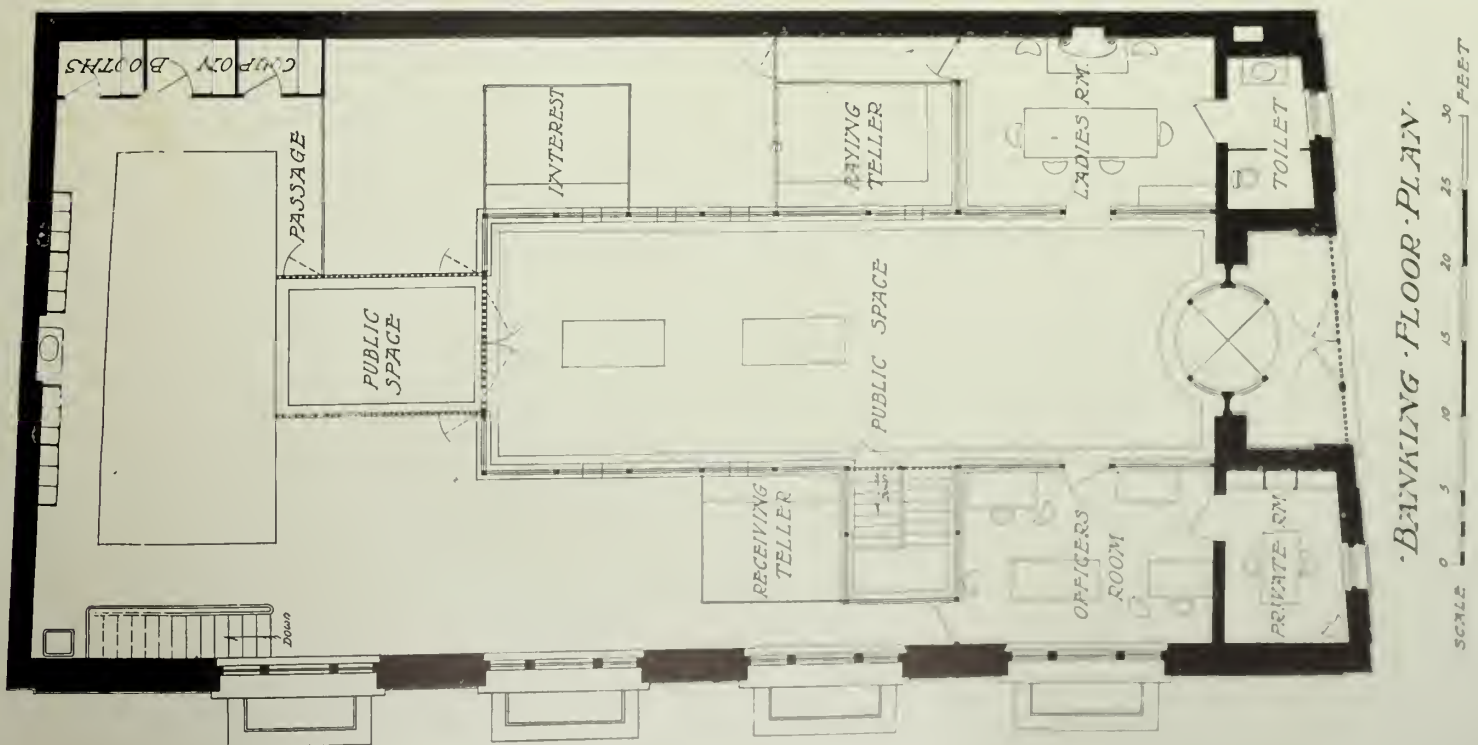 COUPON BOOTHS
PASSAGE
INTEREST
PAYING
TELLER
LADIES RM.
TOILET
PUBLIC
SPACE
PUBLIC SPACE
RECEIVING
TELLER
DOWN
OFFICERS
ROOM
PRIVATE RM
DOWN
·BANKING·FLOOR·PLAN·
SCALE 0 5 10 15 20 25 30 FEET